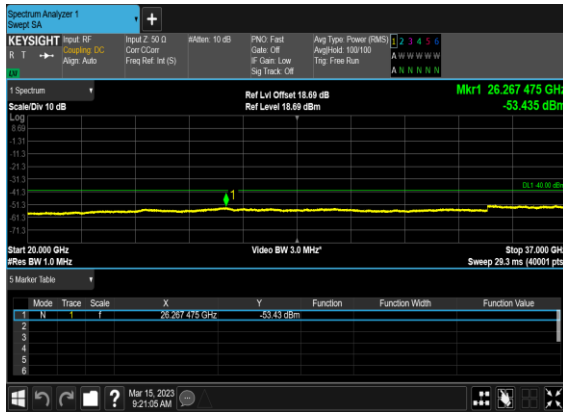 Spectrum Analyzer 1
Swept SA
+
KEYSIGHT Input: RF Input Z: 50 Ω #Atten: 10 dB PNO: Fast Avg Type: Power (RMS) 1 2 3 4 5 6
R T Coupling: DC Corr CCorr Gate: Off Avg|Hold: 100/100 A W W W W W
Align: Auto Freq Ref: Int (S) IF Gain: Low Trig: Free Run
LXI Sig Track: Off A N N N N N
1 Spectrum Ref Lvl Offset 18.69 dB Mkr1 26.267 475 GHz
Scale/Div 10 dB Ref Level 18.69 dBm -53.435 dBm
Log
8.69
-1.31
-11.3
-21.3
-31.3
DL1 -40.00 dBm
-41.3
1
-51.3
-61.3
-71.3
Start 20.000 GHz Video BW 3.0 MHz* Stop 37.000 GHz
#Res BW 1.0 MHz Sweep 29.3 ms (40001 pts)
5 Marker Table
Mode Trace Scale X Y Function Function Width Function Value
1 N 1 f 26.267 475 GHz -53.43 dBm
2
3
4
5
6
? Mar 15, 2023
9:21:05 AM